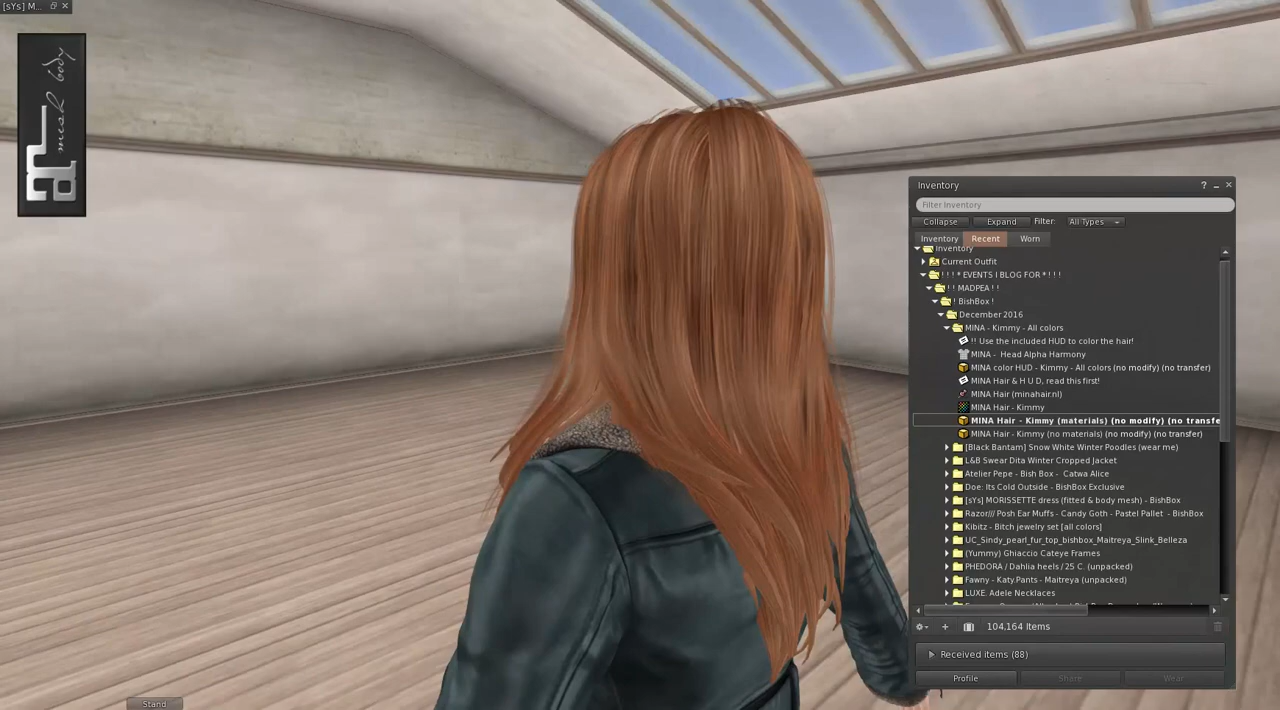 [sYs] M...
mesh body
Inventory
Filter Inventory
Collapse Expand Filter: All Types
Inventory Recent Worn
Inventory
Current Outfit
! ! ! * EVENTS I BLOG FOR * ! ! !
! ! MADPEA ! !
! BishBox !
December 2016
MINA - Kimmy - All colors
!! Use the included HUD to color the hair!
MINA - Head Alpha Harmony
MINA color HUD - Kimmy - All colors (no modify) (no transfer)
MINA Hair & H U D, read this first!
MINA Hair (minahair.nl)
MINA Hair - Kimmy
MINA Hair - Kimmy (materials) (no modify) (no transfe
MINA Hair - Kimmy (no materials) (no modify) (no transfer)
[Black Bantam] Snow White Winter Poodles (wear me)
L&B Swear Dita Winter Cropped Jacket
Atelier Pepe - Bish Box - Catwa Alice
Doe: Its Cold Outside - BishBox Exclusive
[sYs] MORISSETTE dress (fitted & body mesh) - BishBox
Razor/// Posh Ear Muffs - Candy Goth - Pastel Pallet - BishBox
Kibitz - Bitch jewelry set [all colors]
UC_Sindy_pearl_fur_top_bishbox_Maitreya_Slink_Belleza
(Yummy) Ghiaccio Cateye Frames
PHEDORA / Dahlia heels / 25 C. (unpacked)
Fawny - Katy.Pants - Maitreya (unpacked)
LUXE. Adele Necklaces
104,164 Items
Received items (88)
Profile Share Wear
Stand